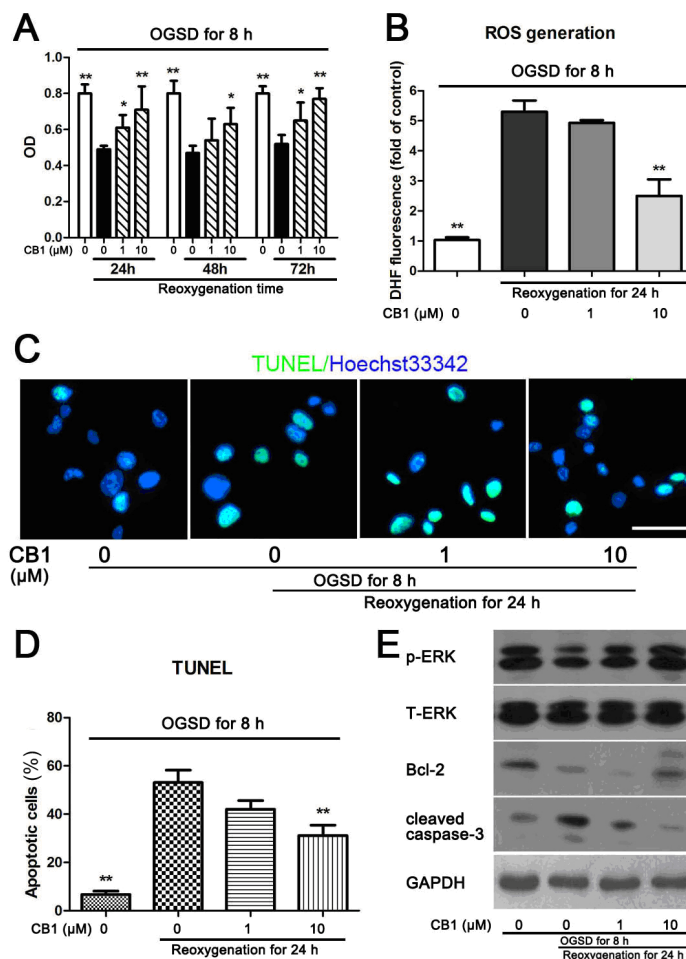 A
OGSD for 8 h
** ** ** ** **
* * *
OD
1.0
0.8
0.6
0.4
0.2
0.0
CB1 (μM) 0 0 1 10 0 0 1 10 0 0 1 10
24h 48h 72h
Reoxygenation time
B
ROS generation
OGSD for 8 h
DHF fluorescence (fold of control)
6
5
4
3
2
1
0
**
**
Reoxygenation for 24 h
CB1 (μM) 0 0 1 10
C
TUNEL/Hoechst33342
CB1 0 0 1 10
(μM)
OGSD for 8 h
Reoxygenation for 24 h
D
TUNEL
OGSD for 8 h
Apoptotic cells (%)
80
60
40
20
0
**
**
CB1 (μM) 0 0 1 10
Reoxygenation for 24 h
E
p-ERK
T-ERK
Bcl-2
cleaved
caspase-3
GAPDH
CB1 0 0 1 10
(μM)
OGSD for 8 h
Reoxygenation for 24 h